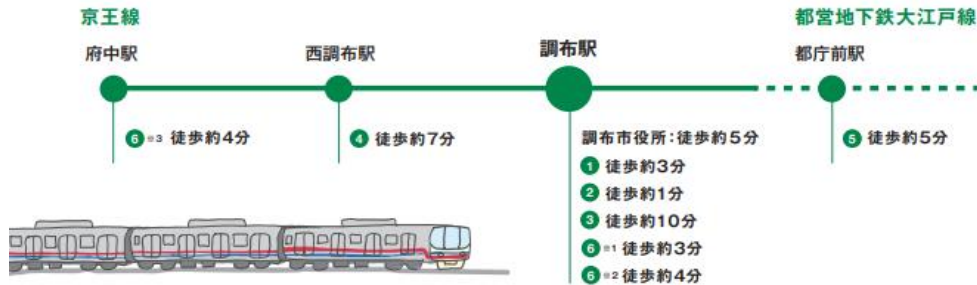 京王線
都営地下鉄大江戸線
府中駅
西調布駅
調布駅
都庁前駅
6 ※3 徒歩約4分
4 徒歩約7分
調布市役所：徒歩約5分
1 徒歩約3分
2 徒歩約1分
3 徒歩約10分
6 ※1 徒歩約3分
6 ※2 徒歩約4分
5 徒歩約5分